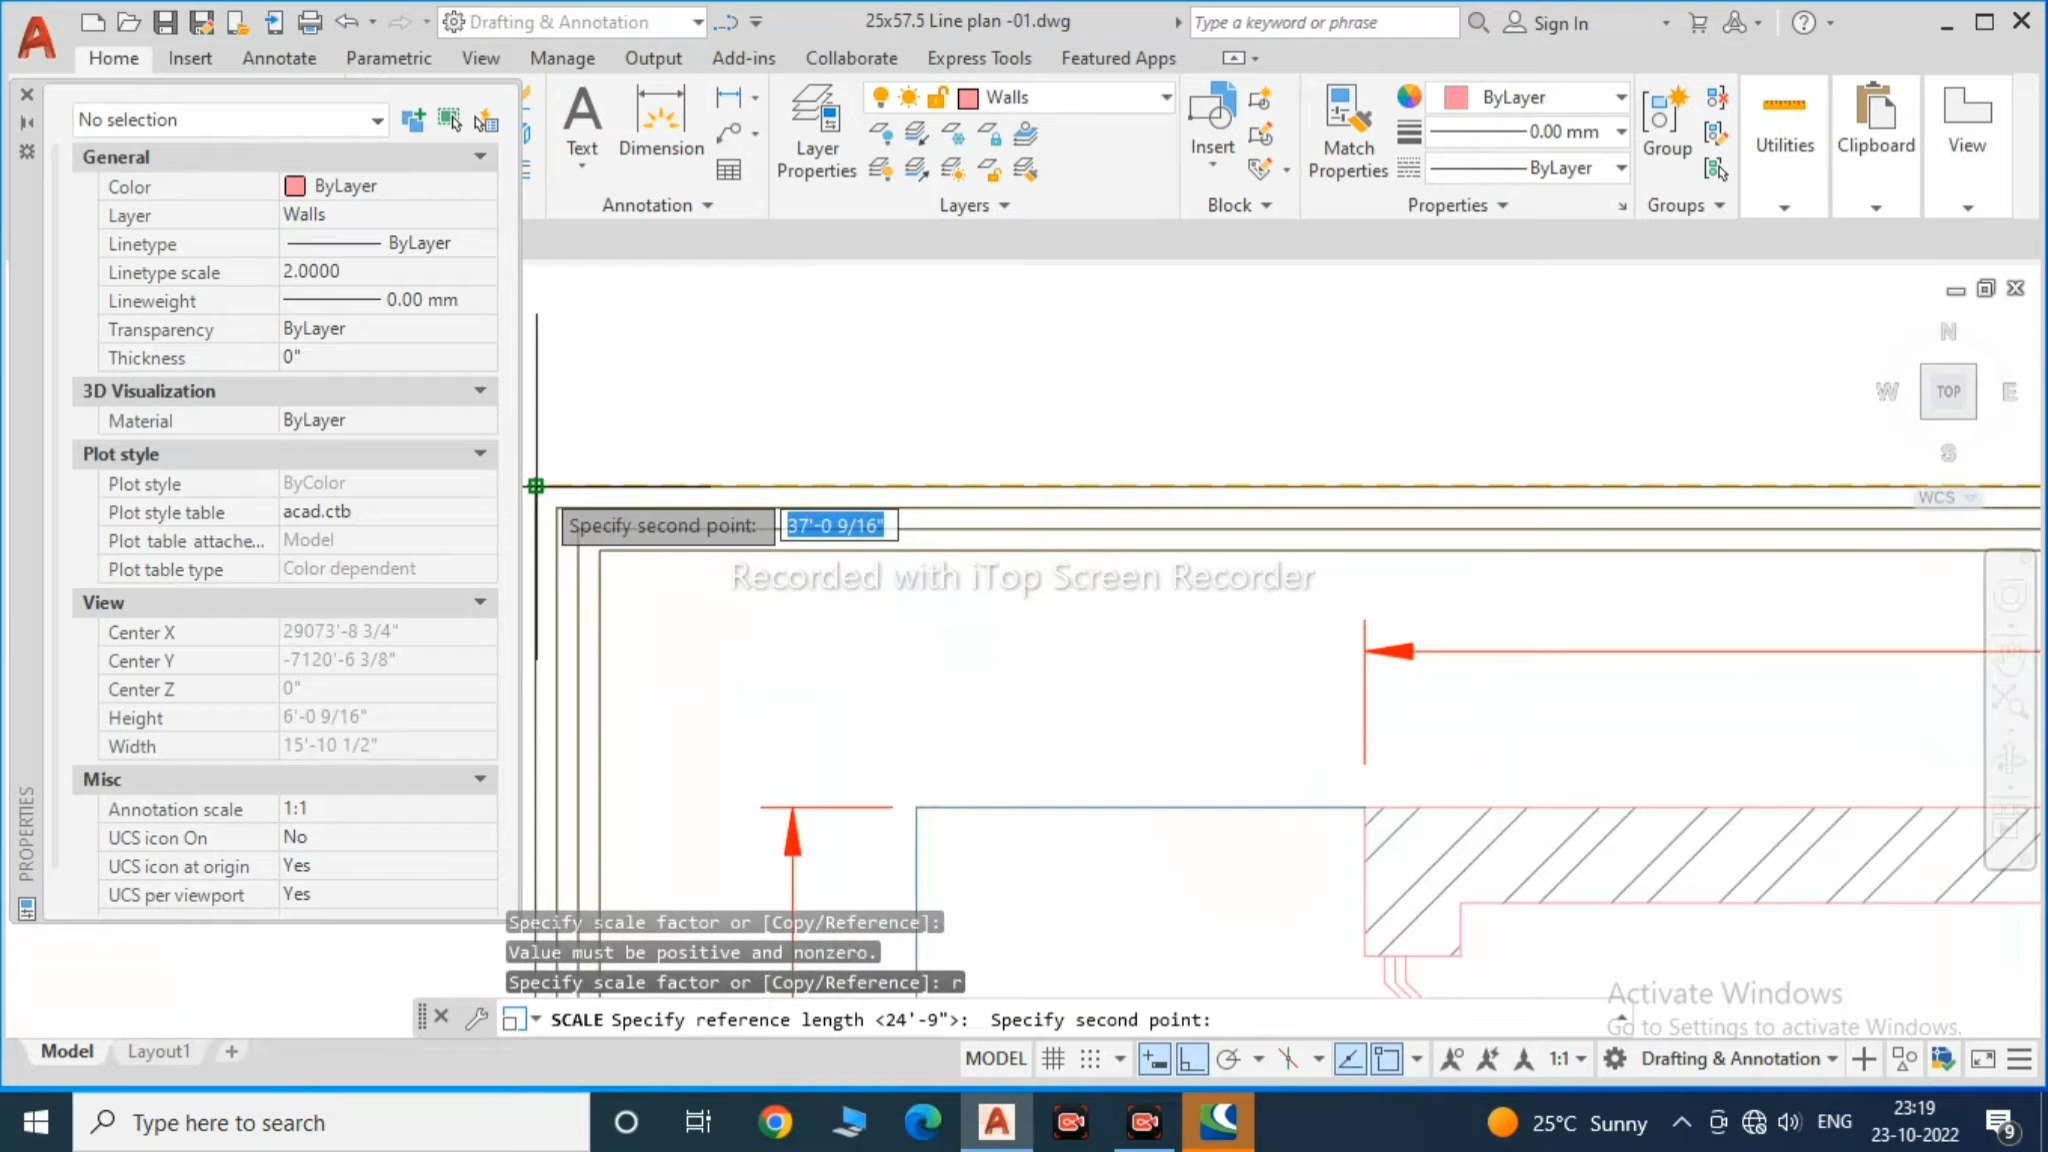 Drafting & Annotation
25x57.5 Line plan -01.dwg
Type a keyword or phrase
Sign In
Home Insert Annotate Parametric View Manage Output Add-ins Collaborate Express Tools Featured Apps
No selection
General
Color ByLayer
Layer Walls
Linetype ByLayer
Linetype scale 2.0000
Lineweight 0.00 mm
Transparency ByLayer
Thickness 0"
3D Visualization
Material ByLayer
Plot style
Plot style ByColor
Plot style table acad.ctb
Plot table attache... Model
Plot table type Color dependent
View
Center X 29073'-8 3/4"
Center Y -7120'-6 3/8"
Center Z 0"
Height 6'-0 9/16"
Width 15'-10 1/2"
Misc
Annotation scale 1:1
UCS icon On No
UCS icon at origin Yes
UCS per viewport Yes
PROPERTIES
Text
Dimension
Annotation
Layer
Properties
Walls
Layers
Insert
Block
Match
Properties
ByLayer
0.00 mm
ByLayer
Properties
Group
Groups
Utilities
Clipboard
View
N
W TOP E
S
WCS
Specify second point: 37'-0 9/16"
Recorded with iTop Screen Recorder
Specify scale factor or [Copy/Reference]:
Value must be positive and nonzero.
Specify scale factor or [Copy/Reference]: r
SCALE Specify reference length <24'-9">: Specify second point:
Activate Windows
Go to Settings to activate Windows.
Model Layout1 +
MODEL
1:1
Drafting & Annotation
Type here to search
25°C Sunny
ENG
23:19
23-10-2022
9